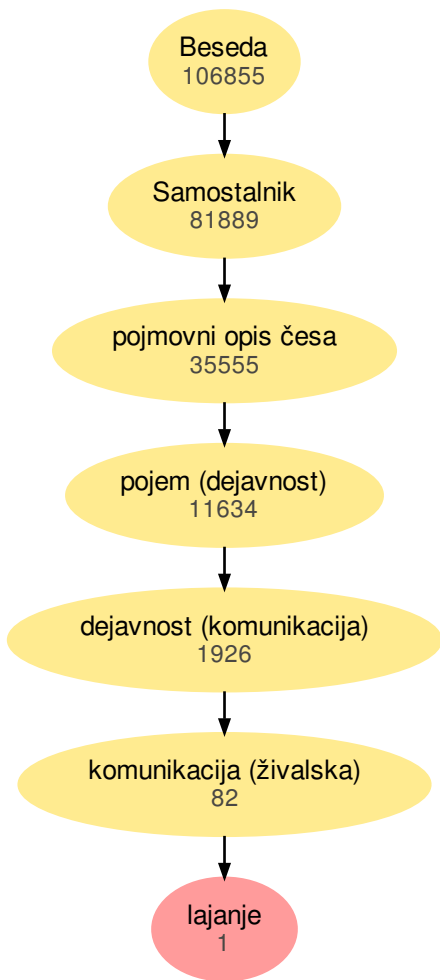 Beseda
106855
Samostalnik
81889
pojmovni opis česa
35555
pojem (dejavnost)
11634
dejavnost (komunikacija)
1926
komunikacija (živalska)
82
lajanje
1